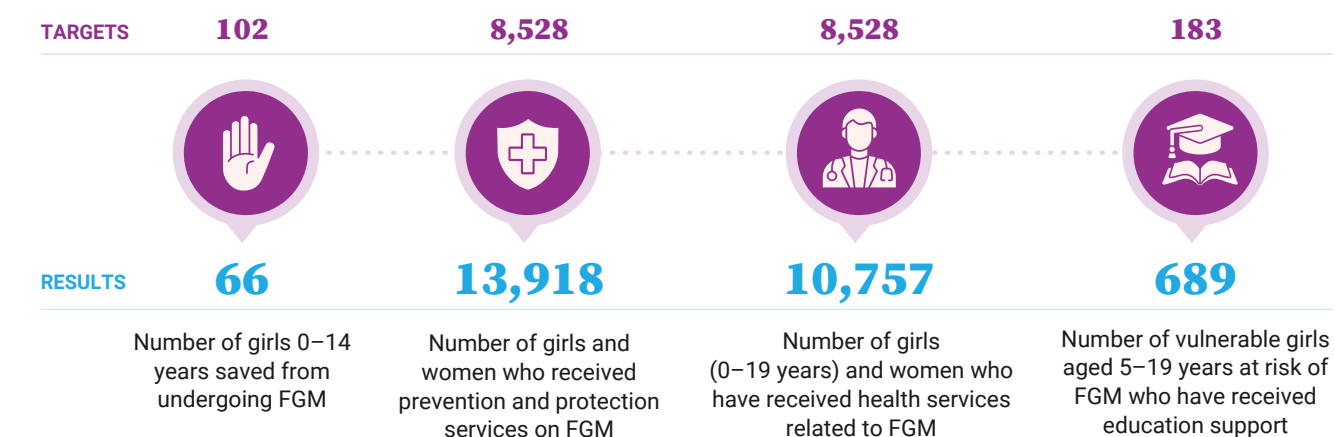 TARGETS 102 8,528 8,528 183
RESULTS 66 13,918 10,757 689
Number of girls 0–14
years saved from
undergoing FGM
Number of girls and
women who received
prevention and protection
services on FGM
Number of girls
(0–19 years) and women who
have received health services
related to FGM
Number of vulnerable girls
aged 5–19 years at risk of
FGM who have received
education support